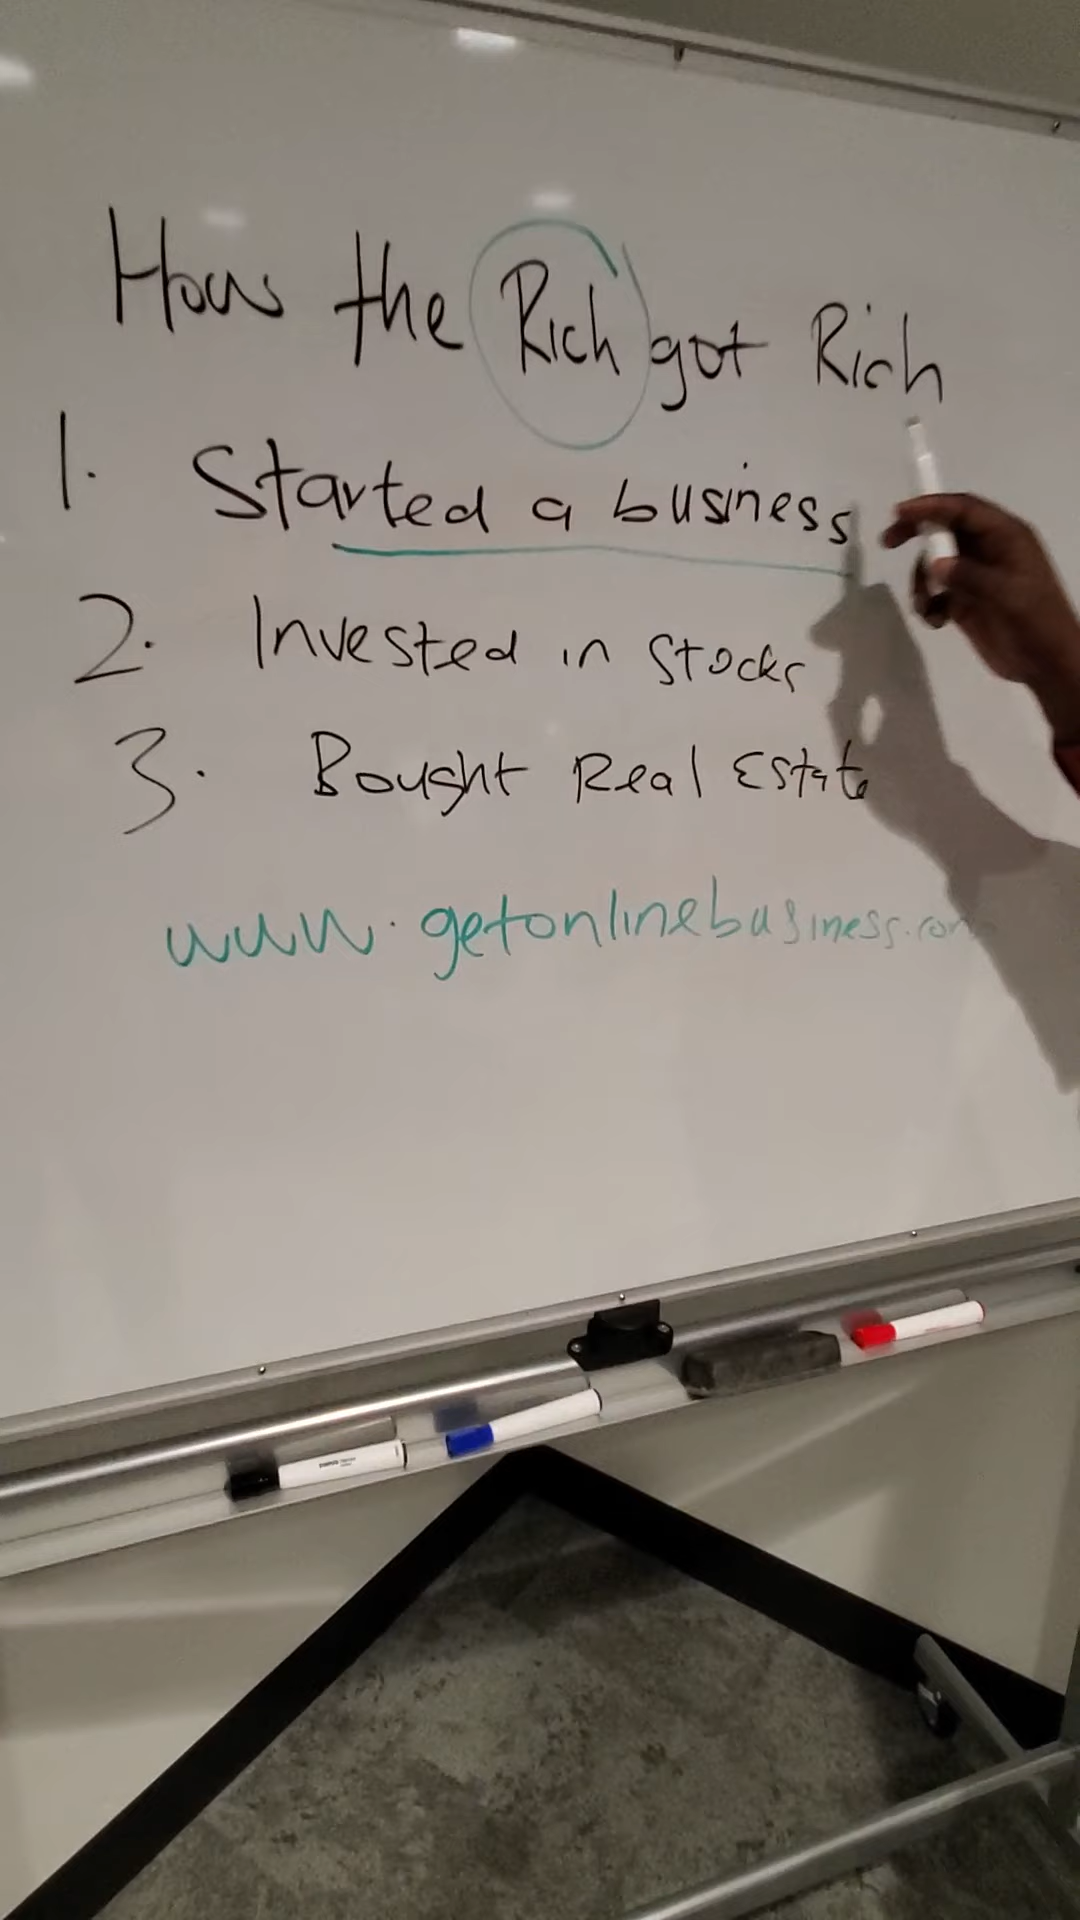 How the Rich got Rich
1. Started a business
2. Invested in Stocks
3. Bought Real Estate
www.getonlinebusiness.com